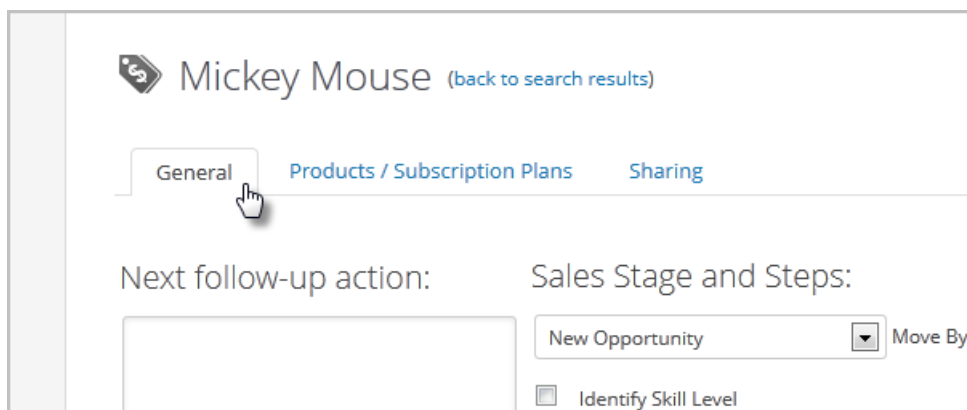 Mickey Mouse (back to search results)
General Products / Subscription Plans Sharing
Next follow-up action:
Sales Stage and Steps:
New Opportunity Move By
Identify Skill Level